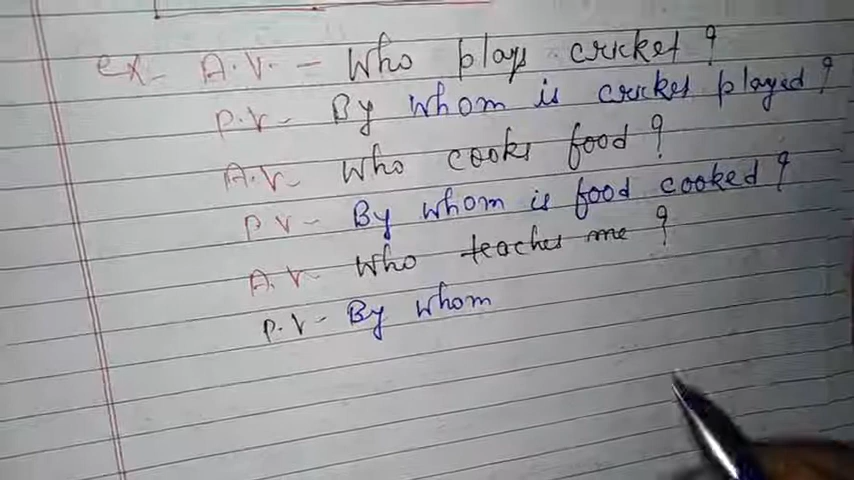 ex- A.V. - Who plays cricket ?
P.V- By whom is cricket played ?
A.V- Who cooks food ?
P V- By whom is food cooked ?
A.V- Who teaches me ?
P.V- By whom